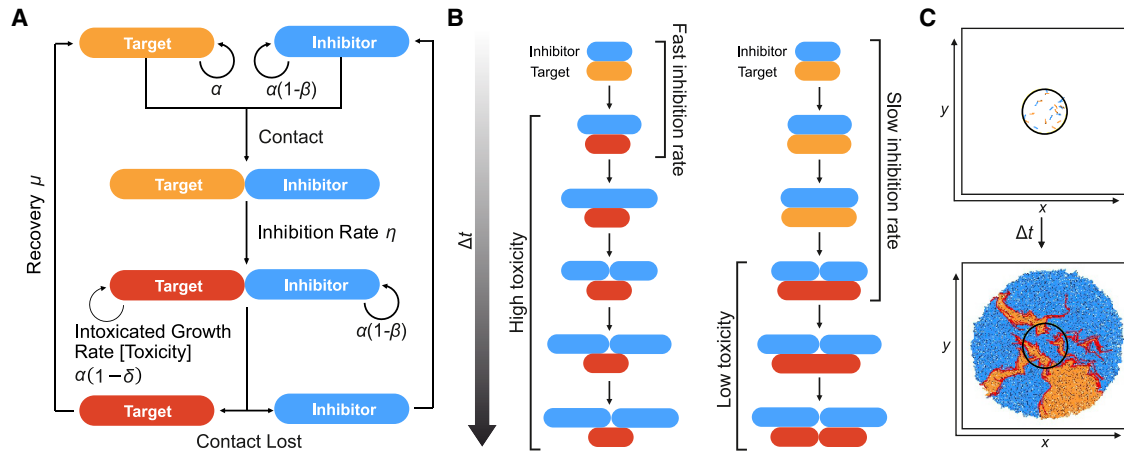 A
Target
Inhibitor
α
α(1-β)
Contact
Target
Inhibitor
Inhibition Rate η
Recovery μ
Target
Inhibitor
Intoxicated Growth
Rate [Toxicity]
α(1−δ)
α(1-β)
Target
Inhibitor
Contact Lost
B
Δt
Inhibitor
Target
Fast inhibition rate
High toxicity
Inhibitor
Target
Slow inhibition rate
Low toxicity
C
y
x
Δt
y
x